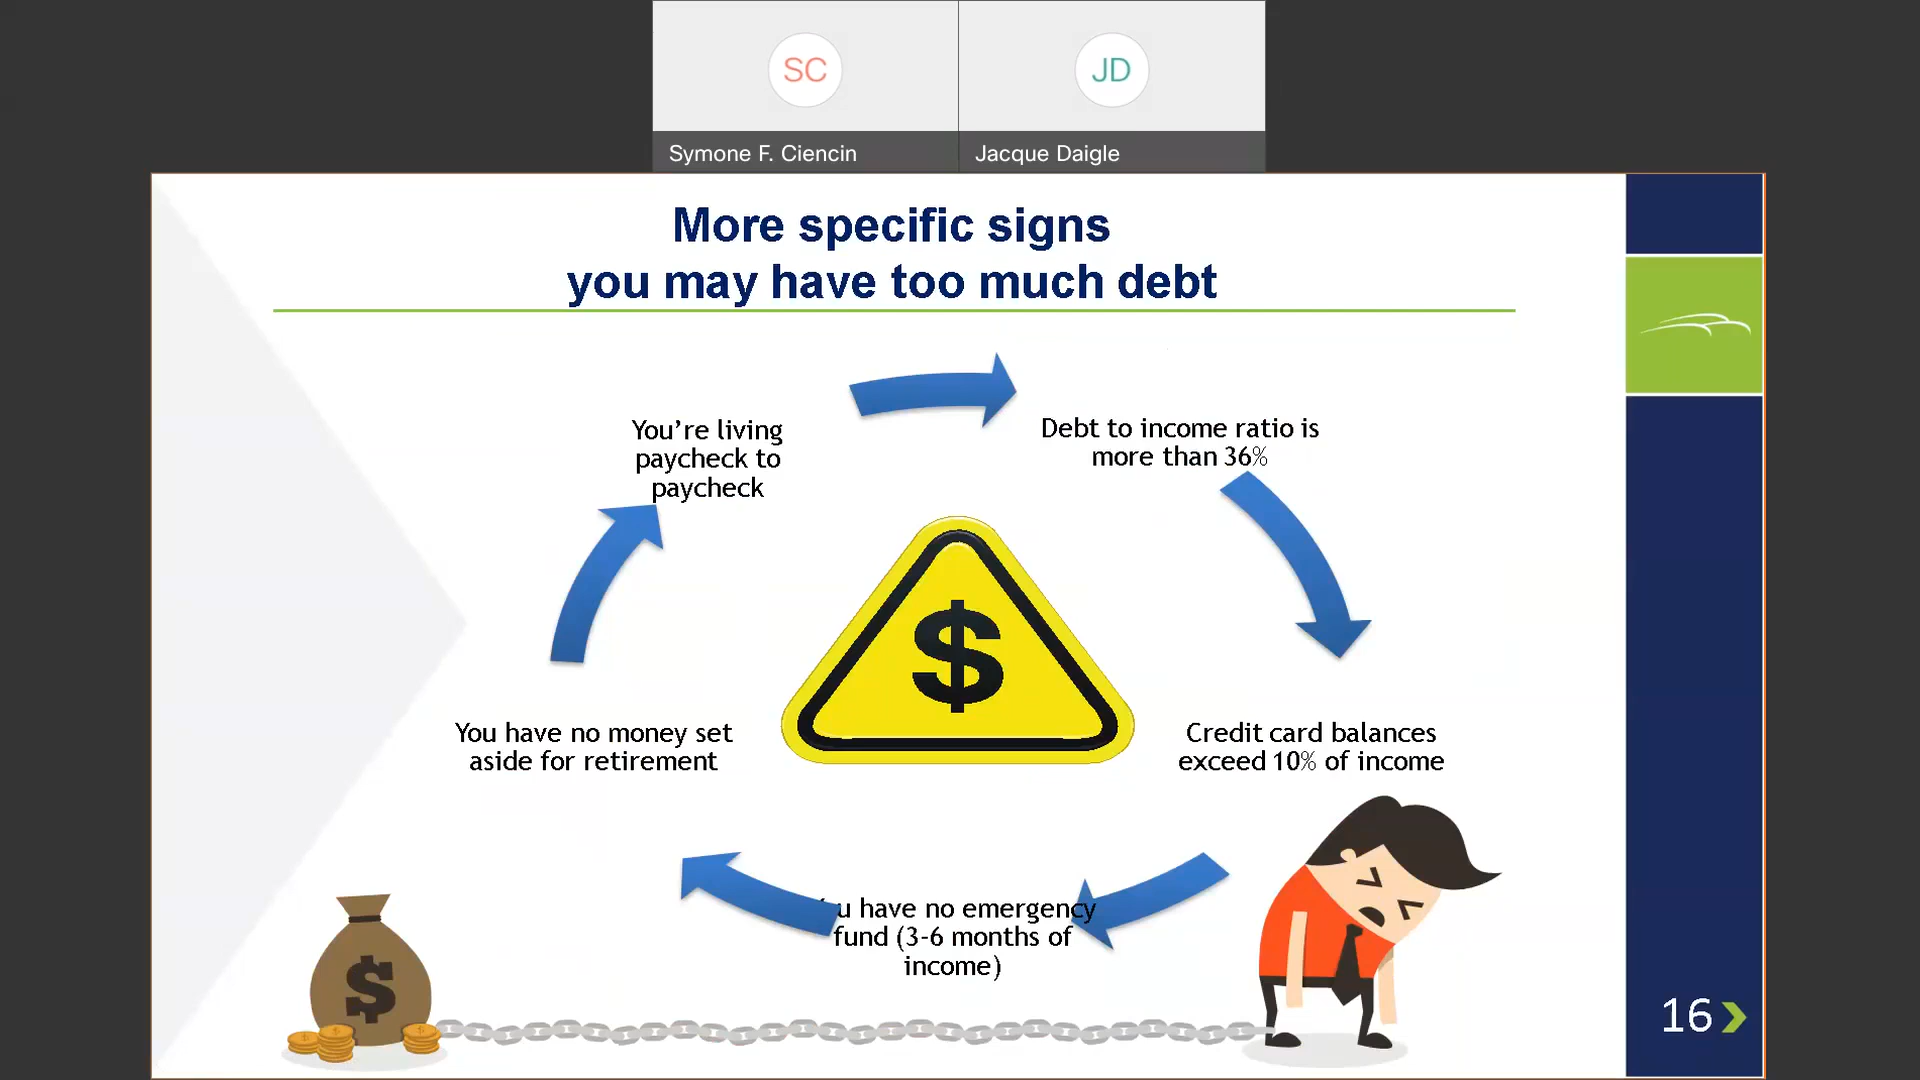 SC
JD
Symone F. Ciencin
Jacque Daigle
More specific signs
you may have too much debt
You’re living
paycheck to
paycheck
Debt to income ratio is
more than 36%
$
You have no money set
aside for retirement
Credit card balances
exceed 10% of income
u have no emergency
fund (3-6 months of
income)
$
16